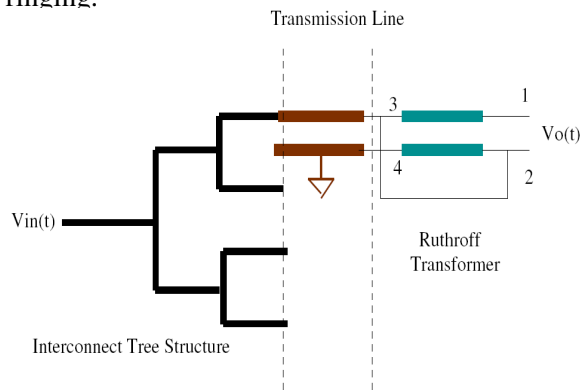 ringing.
Transmission Line
3
1
Vo(t)
4
2
Vin(t)
Ruthroff
Transformer
Interconnect Tree Structure